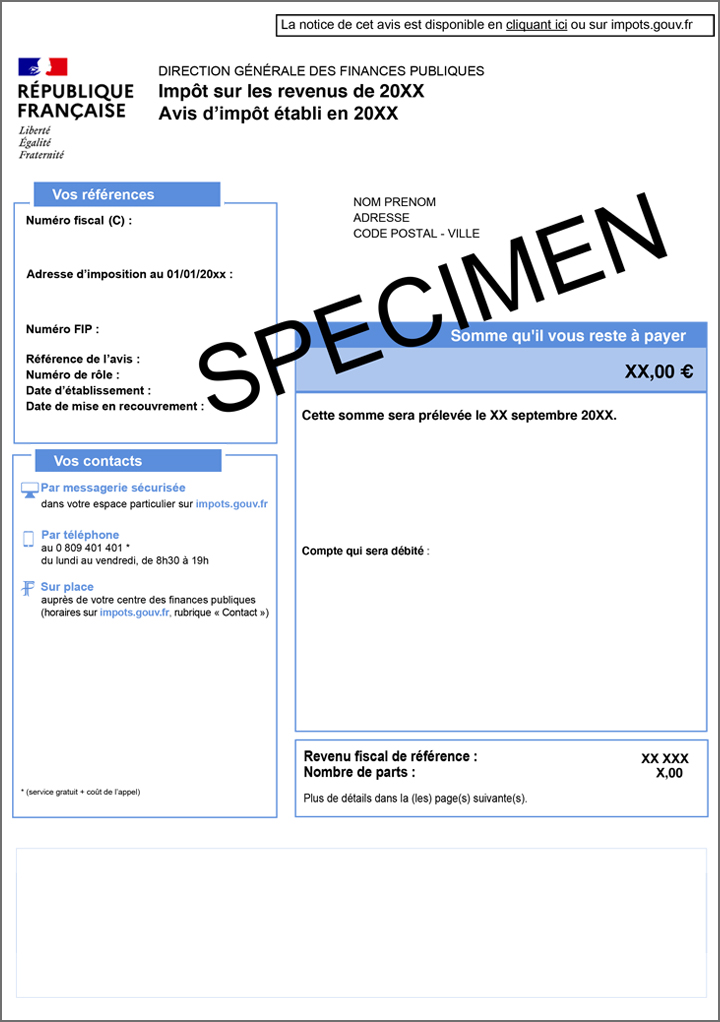 La notice de cet avis est disponible en cliquant ici ou sur impots.gouv.fr
RÉPUBLIQUE
FRANÇAISE
Liberté
Égalité
Fraternité
DIRECTION GÉNÉRALE DES FINANCES PUBLIQUES
Impôt sur les revenus de 20XX
Avis d’impôt établi en 20XX
Vos références
Numéro fiscal (C) :
Adresse d’imposition au 01/01/20xx :
Numéro FIP :
Référence de l’avis :
Numéro de rôle :
Date d’établissement :
Date de mise en recouvrement :
NOM PRENOM
ADRESSE
CODE POSTAL - VILLE
SPECIMEN
Somme qu'il vous reste à payer
XX,00 €
Cette somme sera prélevée le XX septembre 20XX.
Compte qui sera débité :
Vos contacts
Par messagerie sécurisée
dans votre espace particulier sur impots.gouv.fr
Par téléphone
au 0 809 401 401 *
du lundi au vendredi, de 8h30 à 19h
Sur place
auprès de votre centre des finances publiques
(horaires sur impots.gouv.fr, rubrique « Contact »)
* (service gratuit + coût de l’appel)
Revenu fiscal de référence : XX XXX
Nombre de parts : X,00
Plus de détails dans la (les) page(s) suivante(s).